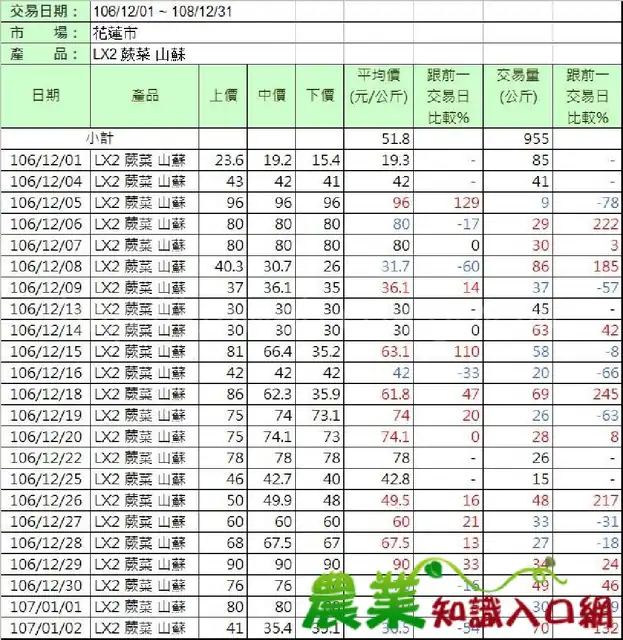 交易日期： 106/12/01 ~ 108/12/31
市 場： 花蓮市
產 品： LX2 蕨菜 山蘇
日期 產品 上價 中價 下價 平均價 (元/公斤) 跟前一交易日比較% 交易量 (公斤) 跟前一交易日比較%
小計 51.8 955
106/12/01 LX2 蕨菜 山蘇 23.6 19.2 15.4 19.3 - 85 -
106/12/04 LX2 蕨菜 山蘇 43 42 41 42 - 41 -
106/12/05 LX2 蕨菜 山蘇 96 96 96 96 129 9 -78
106/12/06 LX2 蕨菜 山蘇 80 80 80 80 -17 29 222
106/12/07 LX2 蕨菜 山蘇 80 80 80 80 0 30 3
106/12/08 LX2 蕨菜 山蘇 40.3 30.7 26 31.7 -60 86 185
106/12/09 LX2 蕨菜 山蘇 37 36.1 35 36.1 14 37 -57
106/12/13 LX2 蕨菜 山蘇 30 30 30 30 - 45 -
106/12/14 LX2 蕨菜 山蘇 30 30 30 30 0 63 42
106/12/15 LX2 蕨菜 山蘇 81 66.4 35.2 63.1 110 58 -8
106/12/16 LX2 蕨菜 山蘇 42 42 42 42 -33 20 -66
106/12/18 LX2 蕨菜 山蘇 86 62.3 35.9 61.8 47 69 245
106/12/19 LX2 蕨菜 山蘇 75 74 73.1 74 20 26 -63
106/12/20 LX2 蕨菜 山蘇 75 74.1 73 74.1 0 28 8
106/12/22 LX2 蕨菜 山蘇 78 78 78 78 - 26 -
106/12/25 LX2 蕨菜 山蘇 46 42.7 40 42.8 - 15 -
106/12/26 LX2 蕨菜 山蘇 50 49.9 48 49.5 16 48 217
106/12/27 LX2 蕨菜 山蘇 60 60 60 60 21 33 -31
106/12/28 LX2 蕨菜 山蘇 68 67.5 67 67.5 13 27 -18
106/12/29 LX2 蕨菜 山蘇 90 90 90 90 33 34 24
106/12/30 LX2 蕨菜 山蘇 76 76 -16 49 46
107/01/01 LX2 蕨菜 山蘇 80 80 30
107/01/02 LX2 蕨菜 山蘇 41 35.4
農業知識入口網